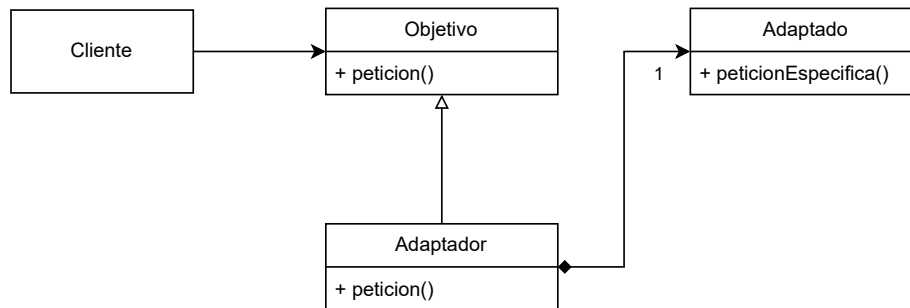 Cliente
Objetivo
+ peticion()
Adaptado
+ peticionEspecifica()
1
Adaptador
+ peticion()